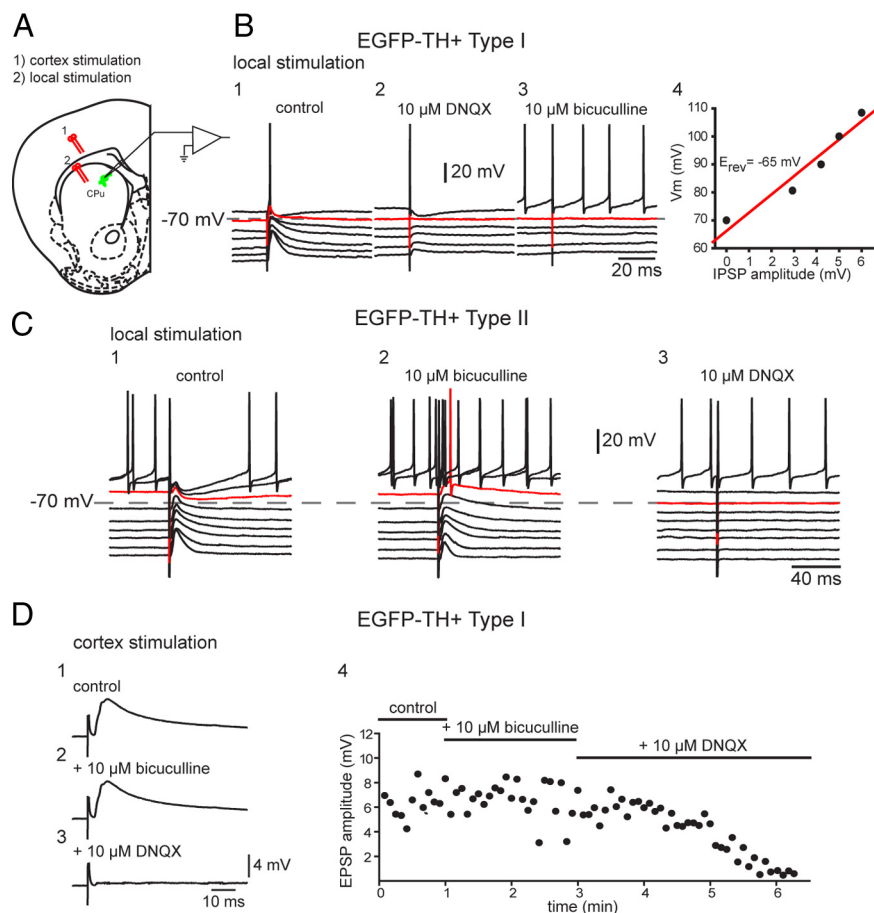 A
1) cortex stimulation
2) local stimulation
1
2
CPu
B
EGFP-TH+ Type I
local stimulation
1
control
2
10 µM DNQX
3
10 µM bicuculline
20 mV
-70 mV
20 ms
4
Vm (mV)
110
100
90
80
70
60
Erev= -65 mV
0 1 2 3 4 5 6
IPSP amplitude (mV)
C
EGFP-TH+ Type II
local stimulation
1
control
2
10 µM bicuculline
3
10 µM DNQX
20 mV
-70 mV
40 ms
D
EGFP-TH+ Type I
cortex stimulation
1
control
2
+ 10 µM bicuculline
3
+ 10 µM DNQX
4 mV
10 ms
4
control
+ 10 µM bicuculline
+ 10 µM DNQX
EPSP amplitude (mV)
12
10
8
6
4
2
0 1 2 3 4 5 6
time (min)